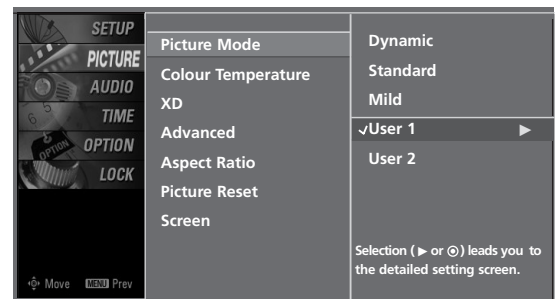 SETUP
PICTURE
AUDIO
TIME
OPTION
LOCK
Move MENU Prev
Picture Mode
Colour Temperature
XD
Advanced
Aspect Ratio
Picture Reset
Screen
Dynamic
Standard
Mild
✓User 1 ▶
User 2
Selection (▶ or ◉) leads you to
the detailed setting screen.